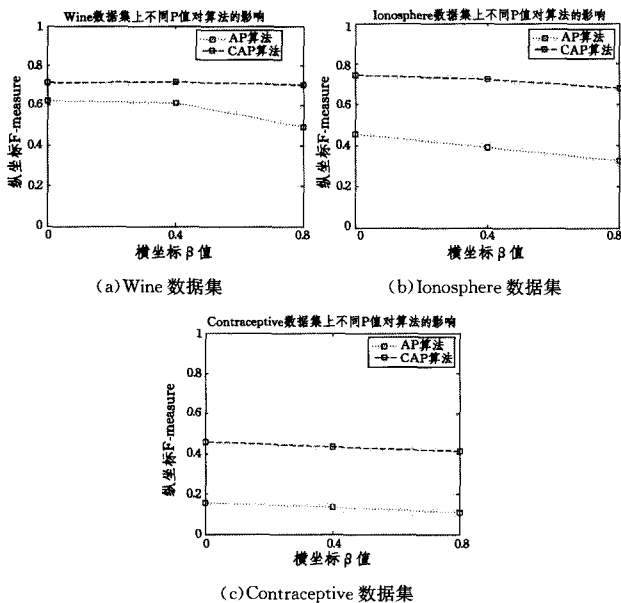 Wine数据集上不同P值对算法的影响
AP算法
CAP算法
1
0.8
0.6
0.4
0.2
0
纵坐标F-measure
0
0.4
0.8
横坐标β值
(a)Wine 数据集
Ionosphere数据集上不同P值对算法的影响
AP算法
CAP算法
1
0.8
0.6
0.4
0.2
0
纵坐标F-measure
0
0.4
0.8
横坐标β值
(b)Ionosphere 数据集
Contraceptive数据集上不同P值对算法的影响
AP算法
CAP算法
1
0.8
0.6
0.4
0.2
0
纵坐标F-measure
0
0.4
0.8
横坐标β值
(c)Contraceptive 数据集